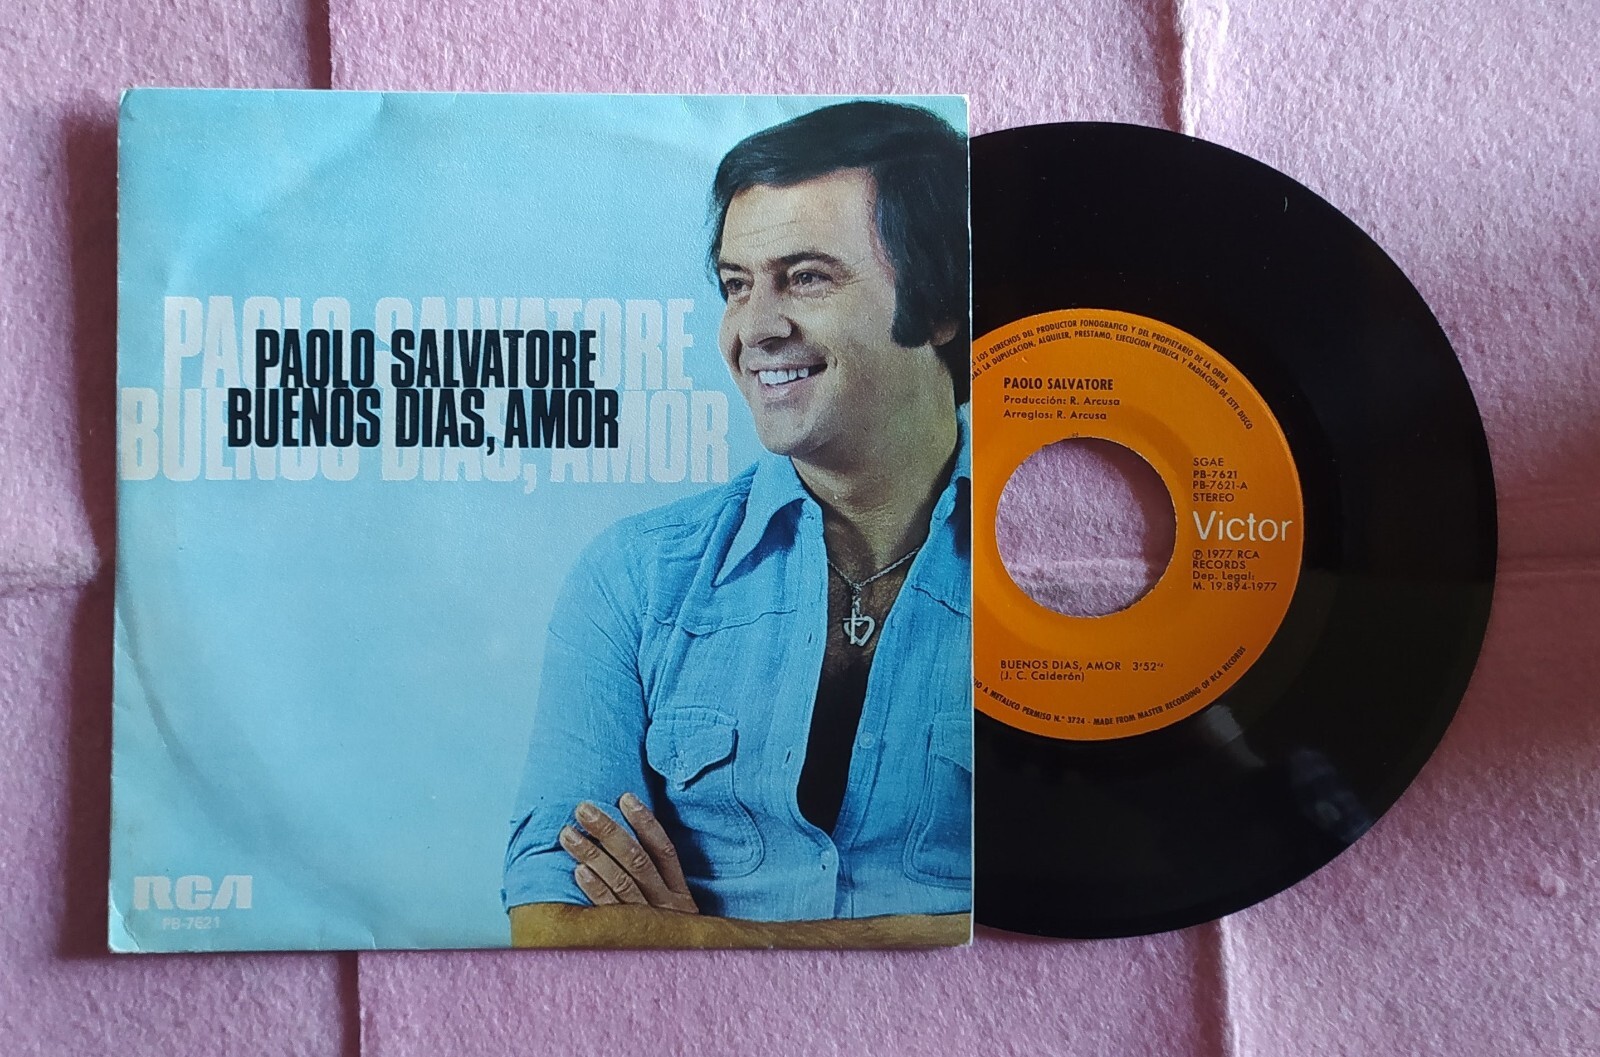 PAOLO SALVATORE
BUENOS DIAS, AMOR
PAOLO SALVATORE
BUENOS DIAS, AMOR
RCA
PB-7621
LOS DERECHOS DEL PRODUCTOR FONOGRAFICO Y DEL PROPIETARIO DE LA OBRA
LA DUPLICACION, ALQUILER, PRESTAMO, EJECUCION PUBLICA Y RADIACION DE ESTE DISCO
PAOLO SALVATORE
Producción: R. Arcusa
Arreglos: R. Arcusa
SGAE
PB-7621
PB-7621-A
STEREO
Victor
℗ 1977 RCA
RECORDS
Dep. Legal:
M. 19.894-1977
BUENOS DIAS, AMOR 3'52"
(J. C. Calderón)
A METALICO PERMISO N.° 3724 - MADE FROM MASTER RECORDING OF RCA RECORDS